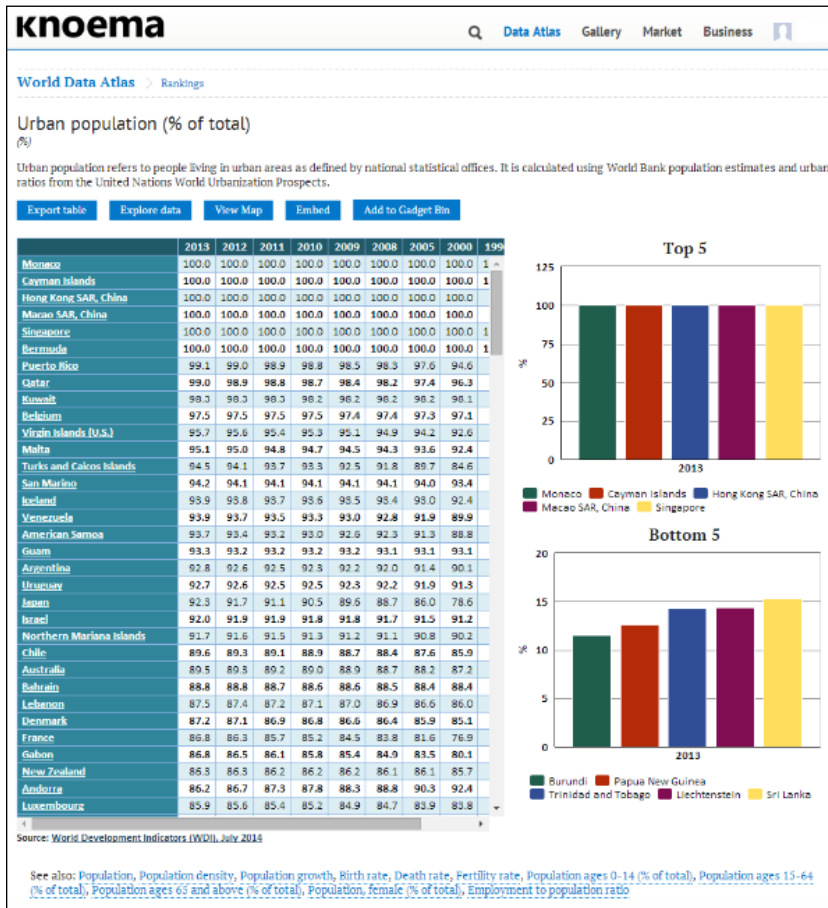 knoema
Data Atlas Gallery Market Business
World Data Atlas Rankings
Urban population (% of total)
(%)
Urban population refers to people living in urban areas as defined by national statistical offices. It is calculated using World Bank population estimates and urban
ratios from the United Nations World Urbanization Prospects.
Export table Explore data View Map Embed Add to Gadget Bin
2013 2012 2011 2010 2009 2008 2005 2000 199
Monaco 100.0 100.0 100.0 100.0 100.0 100.0 100.0 100.0 1
Cayman Islands 100.0 100.0 100.0 100.0 100.0 100.0 100.0 100.0 1
Hong Kong SAR, China 100.0 100.0 100.0 100.0 100.0 100.0 100.0 100.0
Macao SAR, China 100.0 100.0 100.0 100.0 100.0 100.0 100.0 100.0
Singapore 100.0 100.0 100.0 100.0 100.0 100.0 100.0 100.0 1
Bermuda 100.0 100.0 100.0 100.0 100.0 100.0 100.0 100.0 1
Puerto Rico 99.1 99.0 98.9 98.8 98.5 98.3 97.6 94.6
Qatar 99.0 98.9 98.8 98.7 98.4 98.2 97.4 96.3
Kuwait 98.3 98.3 98.3 98.2 98.2 98.2 98.2 98.1
Belgium 97.5 97.5 97.5 97.5 97.4 97.4 97.3 97.1
Virgin Islands (U.S.) 95.7 95.6 95.4 95.3 95.1 94.9 94.2 92.6
Malta 95.1 95.0 94.8 94.7 94.5 94.3 93.6 92.4
Turks and Caicos Islands 94.5 94.1 93.7 93.3 92.5 91.8 89.7 84.6
San Marino 94.2 94.1 94.1 94.1 94.1 94.1 94.0 93.4
Iceland 93.9 93.8 93.7 93.6 93.5 93.4 93.0 92.4
Venezuela 93.9 93.7 93.5 93.3 93.0 92.8 91.9 89.9
American Samoa 93.7 93.4 93.2 93.0 92.6 92.3 91.3 88.8
Guam 93.3 93.2 93.2 93.2 93.2 93.1 93.1 93.1
Argentina 92.8 92.6 92.5 92.3 92.2 92.0 91.4 90.1
Uruguay 92.7 92.6 92.5 92.5 92.3 92.2 91.9 91.3
Japan 92.3 91.7 91.1 90.5 89.6 88.7 86.0 78.6
Israel 92.0 91.9 91.9 91.8 91.8 91.7 91.5 91.2
Northern Mariana Islands 91.7 91.6 91.5 91.3 91.2 91.1 90.8 90.2
Chile 89.6 89.3 89.1 88.9 88.7 88.4 87.6 85.9
Australia 89.5 89.3 89.2 89.0 88.9 88.7 88.2 87.2
Bahrain 88.8 88.8 88.7 88.6 88.6 88.5 88.4 88.4
Lebanon 87.5 87.4 87.2 87.1 87.0 86.9 86.6 86.0
Denmark 87.2 87.1 86.9 86.8 86.6 86.4 85.9 85.1
France 86.8 86.3 85.7 85.2 84.5 83.8 81.6 76.9
Gabon 86.8 86.5 86.1 85.8 85.4 84.9 83.5 80.1
New Zealand 86.3 86.3 86.2 86.2 86.2 86.1 86.1 85.7
Andorra 86.2 86.7 87.3 87.8 88.3 88.8 90.3 92.4
Luxembourg 85.9 85.6 85.4 85.2 84.9 84.7 83.9 83.8
Source: World Development Indicators (WDI), July 2014
Top 5
125
100
75
50
25
0
%
2013
Monaco Cayman Islands Hong Kong SAR, China
Macao SAR, China Singapore
Bottom 5
20
15
10
5
0
%
2013
Burundi Papua New Guinea
Trinidad and Tobago Liechtenstein Sri Lanka
See also: Population, Population density, Population growth, Birth rate, Death rate, Fertility rate, Population ages 0-14 (% of total), Population ages 15-64
(% of total), Population ages 65 and above (% of total), Population, female (% of total), Employment to population ratio